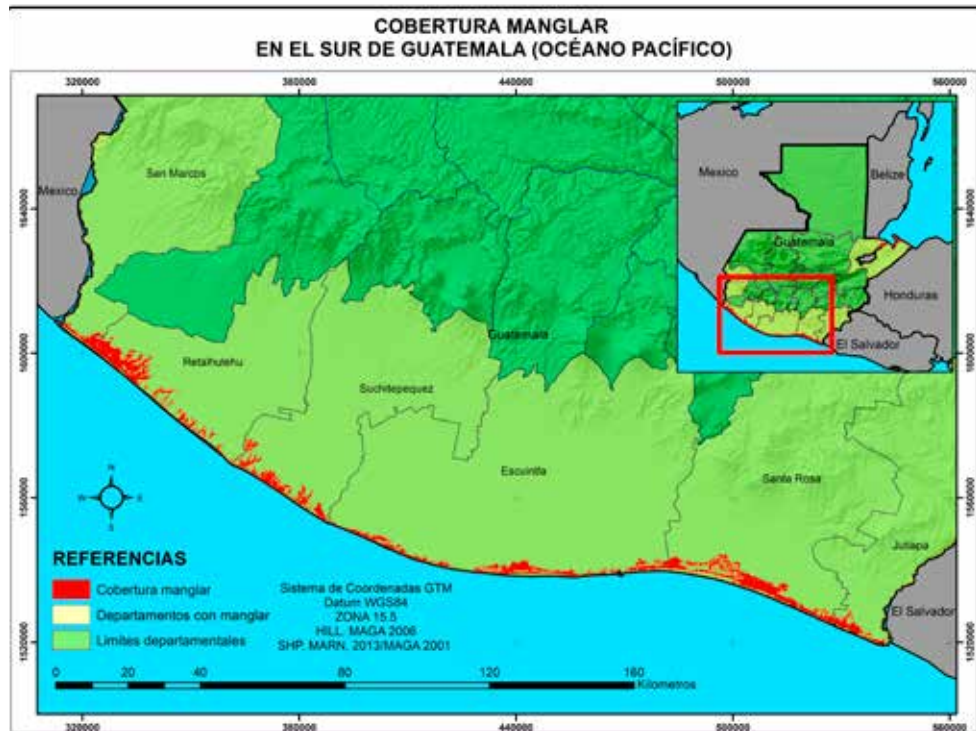 COBERTURA MANGLAR
EN EL SUR DE GUATEMALA (OCÉANO PACÍFICO)
320000
380000
440000
500000
560000
Mexico
San Marcos
1640000
Mexico
Belize
Guatemala
Honduras
El Salvador
1640000
Guatemala
1600000
1600000
Retalhulehu
Suchitepequez
Escuintla
Santa Rosa
Jutiapa
1560000
1560000
N
W
E
S
REFERENCIAS
Cobertura manglar
Departamentos con manglar
Limites departamentales
Sistema de Coordenadas GTM
Datum WGS84
ZONA 15.5
HILL. MAGA 2006
SHP. MARN. 2013/MAGA 2001
El Salvador
1520000
1520000
0 20 40 80 120 160
Kilometros
320000
380000
440000
500000
560000